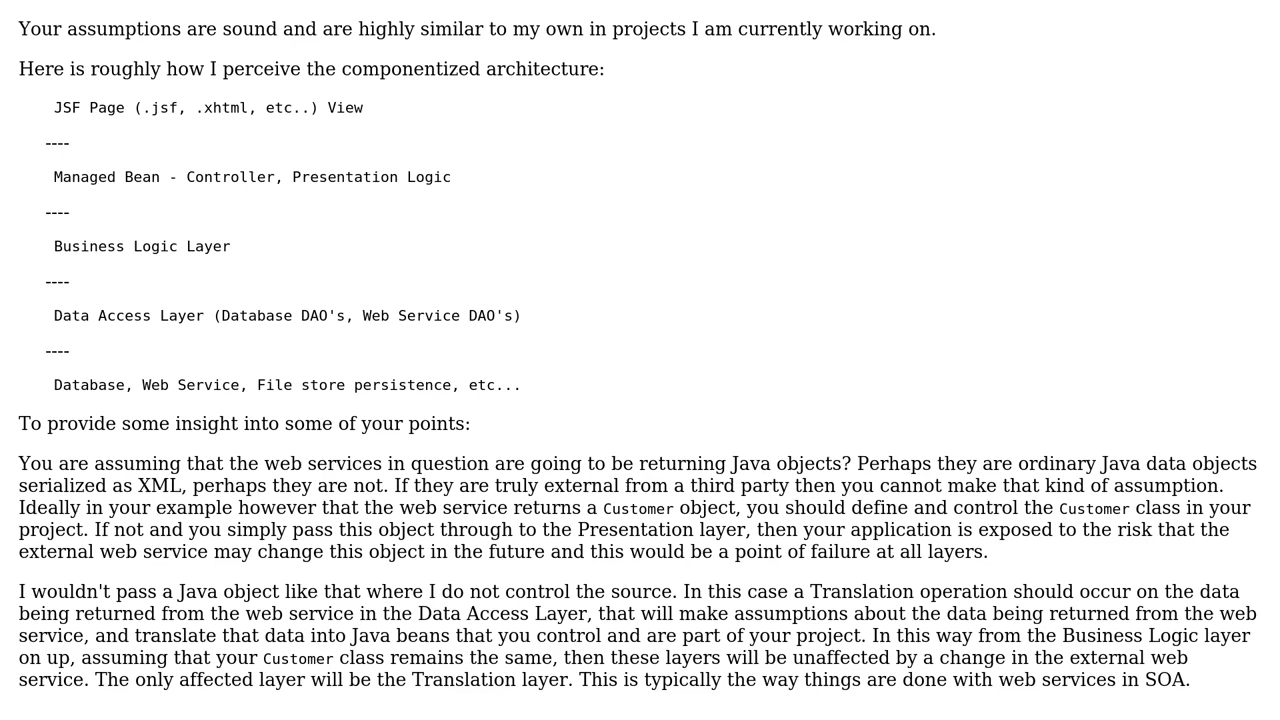 Your assumptions are sound and are highly similar to my own in projects I am currently working on.
Here is roughly how I perceive the componentized architecture:
JSF Page (.jsf, .xhtml, etc..) View
----
Managed Bean - Controller, Presentation Logic
----
Business Logic Layer
----
Data Access Layer (Database DAO's, Web Service DAO's)
----
Database, Web Service, File store persistence, etc...
To provide some insight into some of your points:
You are assuming that the web services in question are going to be returning Java objects? Perhaps they are ordinary Java data objects
serialized as XML, perhaps they are not. If they are truly external from a third party then you cannot make that kind of assumption.
Ideally in your example however that the web service returns a Customer object, you should define and control the Customer class in your
project. If not and you simply pass this object through to the Presentation layer, then your application is exposed to the risk that the
external web service may change this object in the future and this would be a point of failure at all layers.
I wouldn't pass a Java object like that where I do not control the source. In this case a Translation operation should occur on the data
being returned from the web service in the Data Access Layer, that will make assumptions about the data being returned from the web
service, and translate that data into Java beans that you control and are part of your project. In this way from the Business Logic layer
on up, assuming that your Customer class remains the same, then these layers will be unaffected by a change in the external web
service. The only affected layer will be the Translation layer. This is typically the way things are done with web services in SOA.